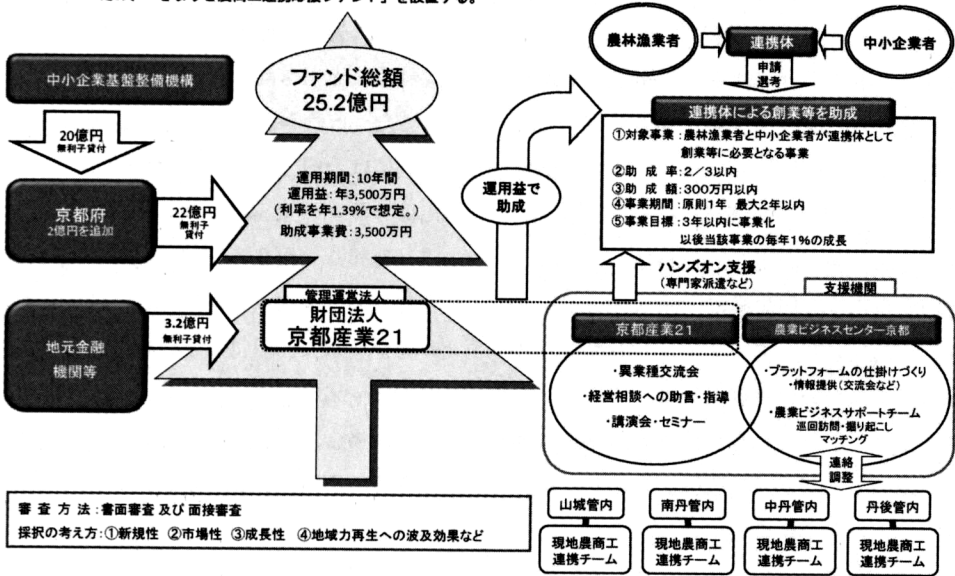 農商工連携応援ファンド」を設置する。
中小企業基盤整備機構
20億円
無利子貸付
京都府
2億円を追加
22億円
無利子
貸付
地元金融
機関等
3.2億円
無利子貸付
ファンド総額
25.2億円
運用期間：10年間
運用益：年3,500万円
(利率を年1.39%で想定。)
助成事業費：3,500万円
管理運営法人
財団法人
京都産業21
運用益で
助成
農林漁業者
連携体
中小企業者
申請
選考
連携体による創業等を助成
①対象事業：農林漁業者と中小企業者が連携体として
創業等に必要となる事業
②助成率：2／3以内
③助成額：300万円以内
④事業期間：原則1年 最大2年以内
⑤事業目標：3年以内に事業化
以後当該事業の毎年1%の成長
ハンズオン支援
(専門家派遣など)
支援機関
京都産業21
・異業種交流会
・経営相談への助言・指導
・講演会・セミナー
農業ビジネスセンター京都
・プラットフォームの仕掛けづくり
・情報提供(交流会など)
・農業ビジネスサポートチーム
巡回訪問・掘り起こし
マッチング
連絡
調整
山城管内
南丹管内
中丹管内
丹後管内
現地農商工
連携チーム
現地農商工
連携チーム
現地農商工
連携チーム
現地農商工
連携チーム
審査方法：書面審査及び面接審査
採択の考え方：①新規性 ②市場性 ③成長性 ④地域力再生への波及効果など